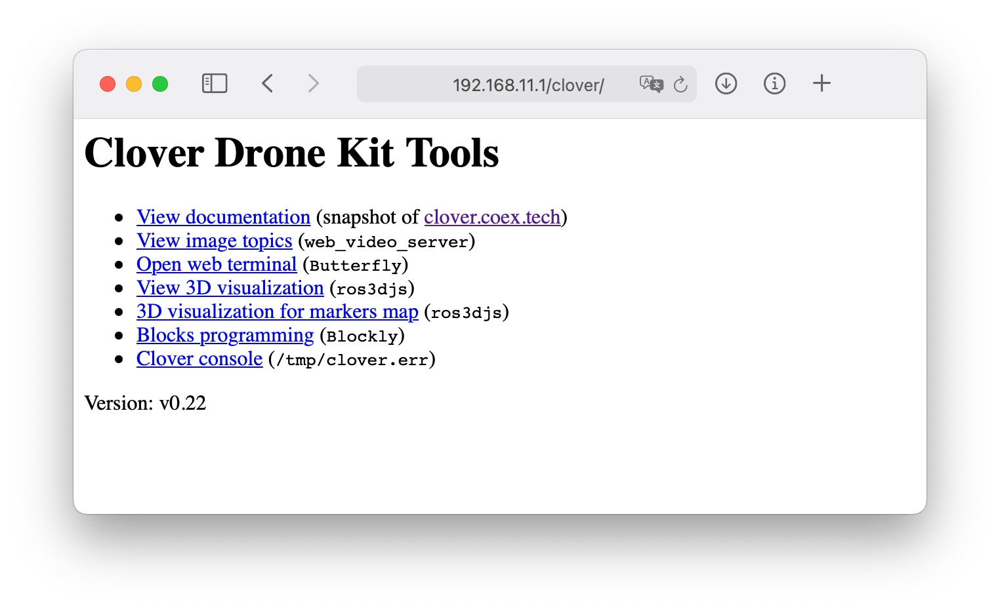 192.168.11.1/clover/
Clover Drone Kit Tools
View documentation (snapshot of clover.coex.tech)
View image topics (web_video_server)
Open web terminal (Butterfly)
View 3D visualization (ros3djs)
3D visualization for markers map (ros3djs)
Blocks programming (Blockly)
Clover console (/tmp/clover.err)
Version: v0.22